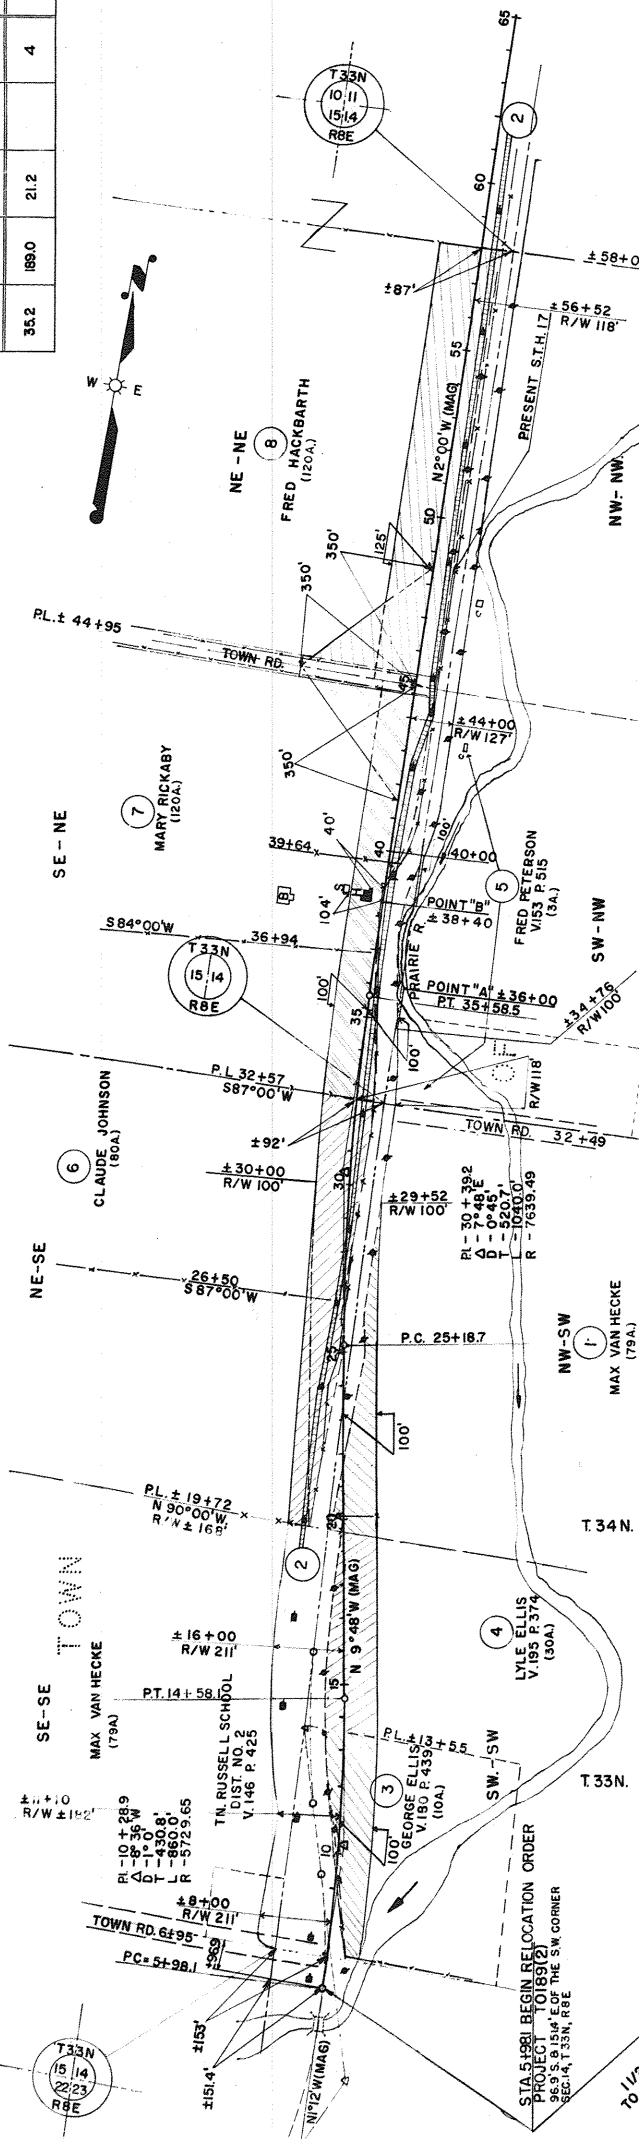 4
21.2
189.0
35.2
65
T33N
10 11
15 14
R8E
2
60
± 58+0
±87'
± 56+52
R/W 118'
55
PRESENT S.T.H. 17
W
E
NE - NE
8
FRED HACKBARTH
(120A.)
N2°00'W (MAG)
NW - NW.
50
125'
350'
350'
350'
P.L. ± 44+95
TOWN RD.
45
± 44+00
R/W 127'
SE - NE
7
MARY RICKABY
(120A.)
40'
39+64
40
100'
40+00
B
S
H
104'
POINT "B"
± 38+40
5
FRED PETERSON
V.153 P. 515
(3A.)
SW - NW
S 84°00'W
36+94
T33N
15 14
R8E
100'
PRAIRIE R.
POINT "A" ± 36+00
P.T. 35+58.5
35
100'
±34+76
R/W 100'
OF
P.L. 32+57
S87°00'W
R/W 118'
±92'
TOWN RD. 32+49
6
CLAUDE JOHNSON
(80A.)
± 30+00
R/W 100'
30
±29+52
R/W 100'
P.I. - 30 + 39.2
Δ - 7° 48' E
D - 0° 45'
T - 520.7'
L - 1040.0'
R - 7639.49
NE - SE
26+50
S 87°00'W
P.C. 25+18.7
25
NW - SW
1
MAX VAN HECKE
(79A.)
100'
P.L. ± 19+72
N 90°00'W.
R/W ± 168'
20
T. 34 N.
2
TOWN
N 9°48'W (MAG)
4
LYLE ELLIS
V. 195 P. 374
(30A.)
± 16+00
R/W 211'
15
SE - SE
MAX VAN HECKE
(79A)
P.T. 14+58.1
TN. RUSSELL SCHOOL
DIST. NO. 2
V. 146 P. 425
P.L. ±13+55
SW. - SW
T. 33N.
±11+10
R/W ±182'
P.I. - 10 + 28.9
Δ - 8° 36' W
D - 1° 0'
T - 430.8'
L - 860.0'
R - 5729.65
3
GEORGE ELLIS
V. 180 P. 439
(10A.)
10
100'
±8+00
R/W 211'
TOWN RD. 6+95
PC = 5+98.1
±96.9'
±153'
±151.4'
N1°12'W (MAG)
T33N
15 14
22 23
R8E
STA. 5+98.1 BEGIN RELOCATION ORDER
PROJECT T0189(2)
96.9' S. & 151.4' E. OF THE S.W. CORNER
SEC. 14, T 33N, R8E
TO